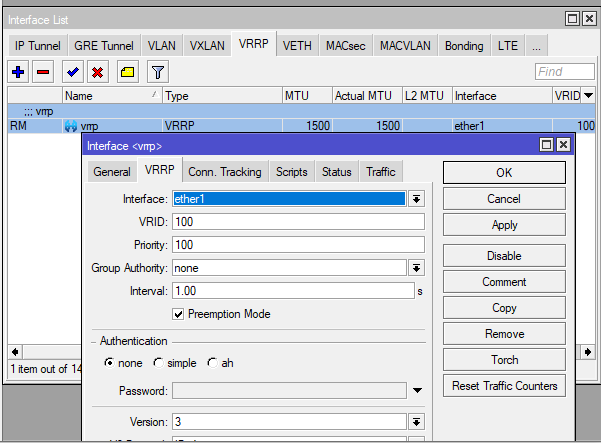 Interface List
IP Tunnel GRE Tunnel VLAN VXLAN VRRP VETH MACsec MACVLAN Bonding LTE ...
Find
Name Type MTU Actual MTU L2 MTU Interface VRID
;;; vrrp
RM vrrp VRRP 1500 1500 ether1 100
Interface <vrrp>
General VRRP Conn. Tracking Scripts Status Traffic
OK
Interface: ether1
Cancel
VRID: 100
Apply
Priority: 100
Disable
Group Authority: none
Comment
Interval: 1.00 s
Copy
Preemption Mode
Remove
Authentication
none simple ah
Torch
1 item out of 14
Password:
Reset Traffic Counters
Version: 3